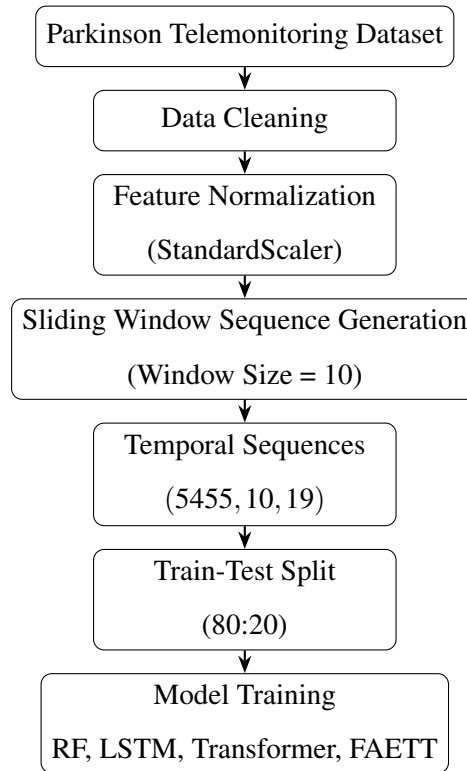 Parkinson Telemonitoring Dataset
Data Cleaning
Feature Normalization
(StandardScaler)
Sliding Window Sequence Generation
(Window Size = 10)
Temporal Sequences
(5455, 10, 19)
Train-Test Split
(80:20)
Model Training
RF, LSTM, Transformer, FAETT